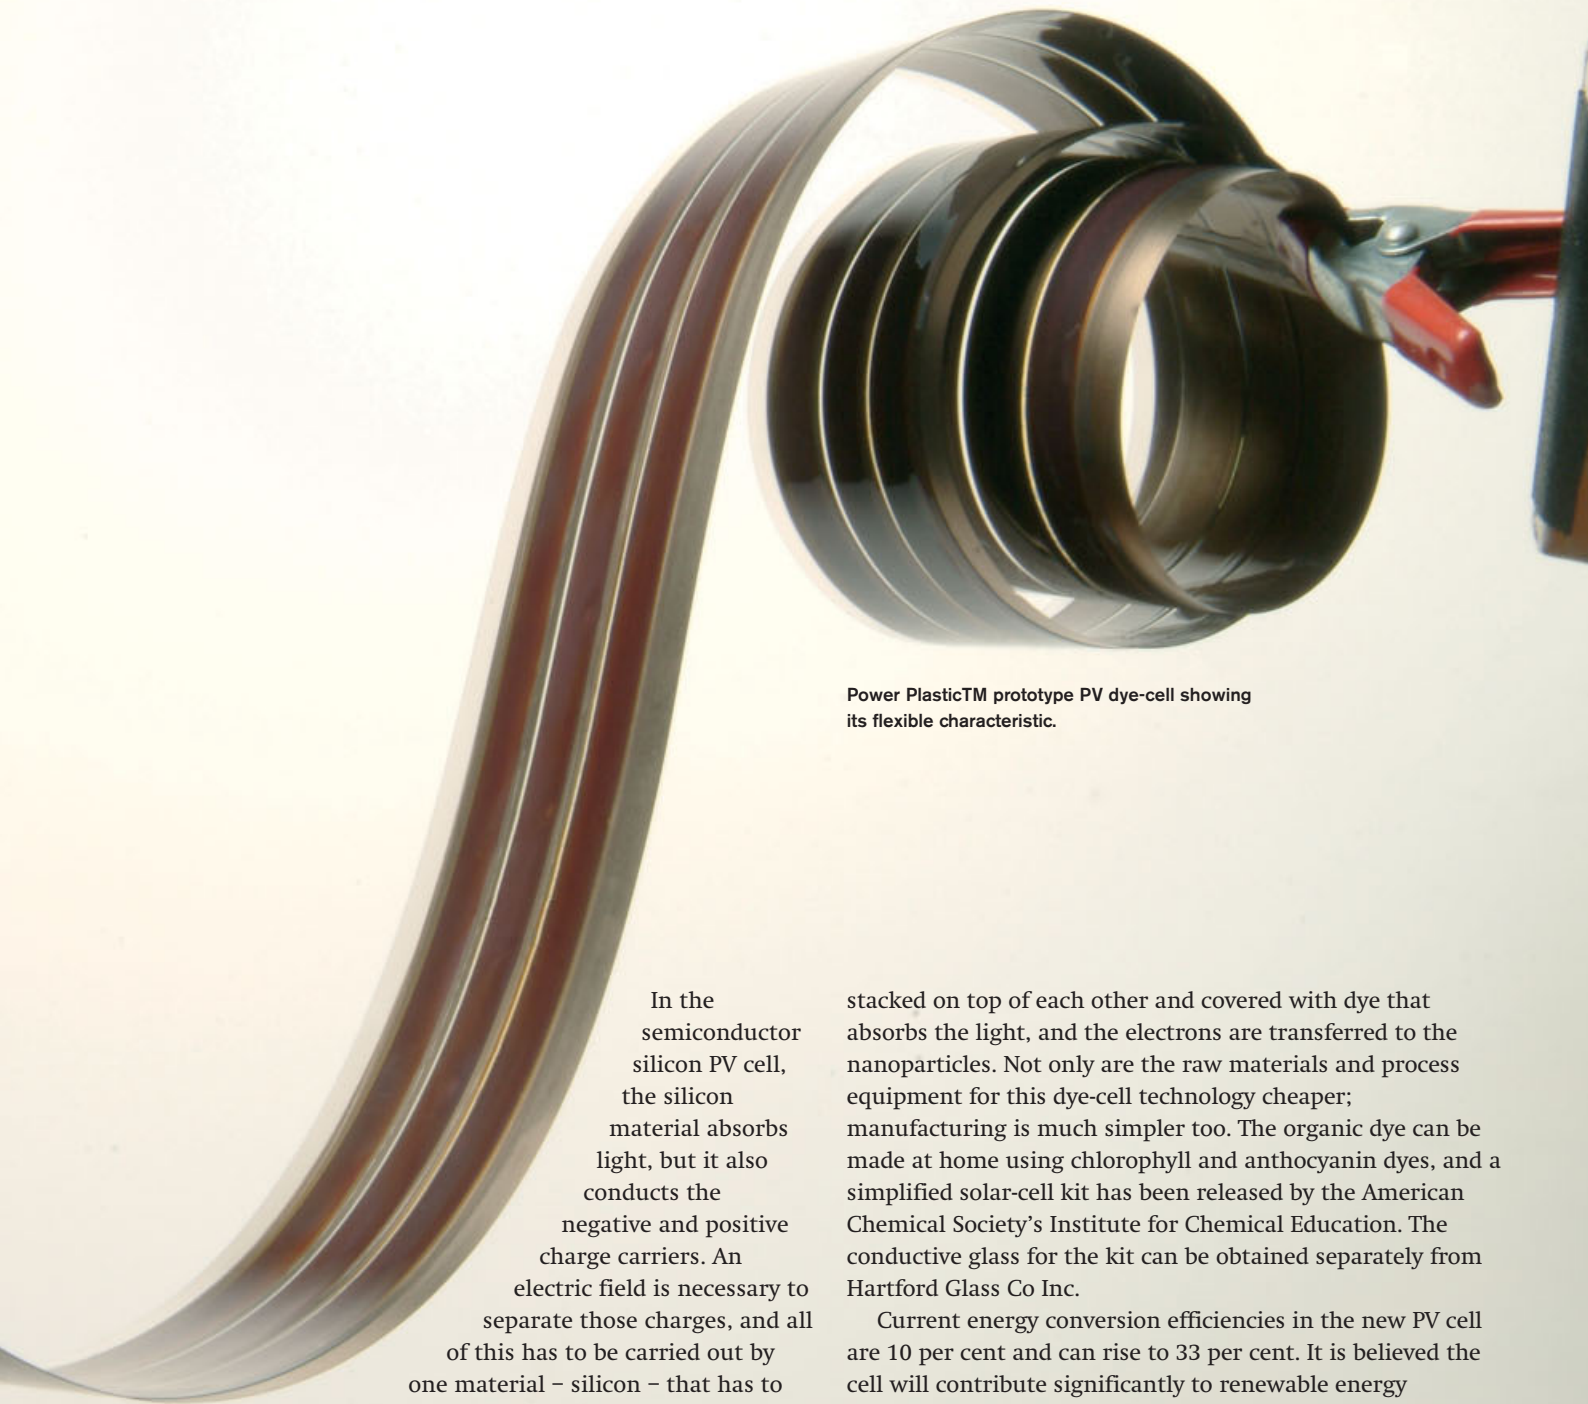 Power PlasticTM prototype PV dye-cell showing
its flexible characteristic.
In the
semiconductor
silicon PV cell,
the silicon
material absorbs
light, but it also
conducts the
negative and positive
charge carriers. An
electric field is necessary to
separate those charges, and all
of this has to be carried out by
one material – silicon – that has to
stacked on top of each other and covered with dye that
absorbs the light, and the electrons are transferred to the
nanoparticles. Not only are the raw materials and process
equipment for this dye-cell technology cheaper;
manufacturing is much simpler too. The organic dye can be
made at home using chlorophyll and anthocyanin dyes, and a
simplified solar-cell kit has been released by the American
Chemical Society’s Institute for Chemical Education. The
conductive glass for the kit can be obtained separately from
Hartford Glass Co Inc.
Current energy conversion efficiencies in the new PV cell
are 10 per cent and can rise to 33 per cent. It is believed the
cell will contribute significantly to renewable energy